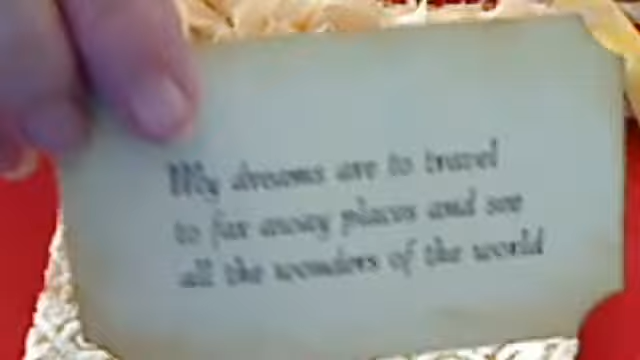 My dreams are to travel
to far away places and see
all the wonders of the world